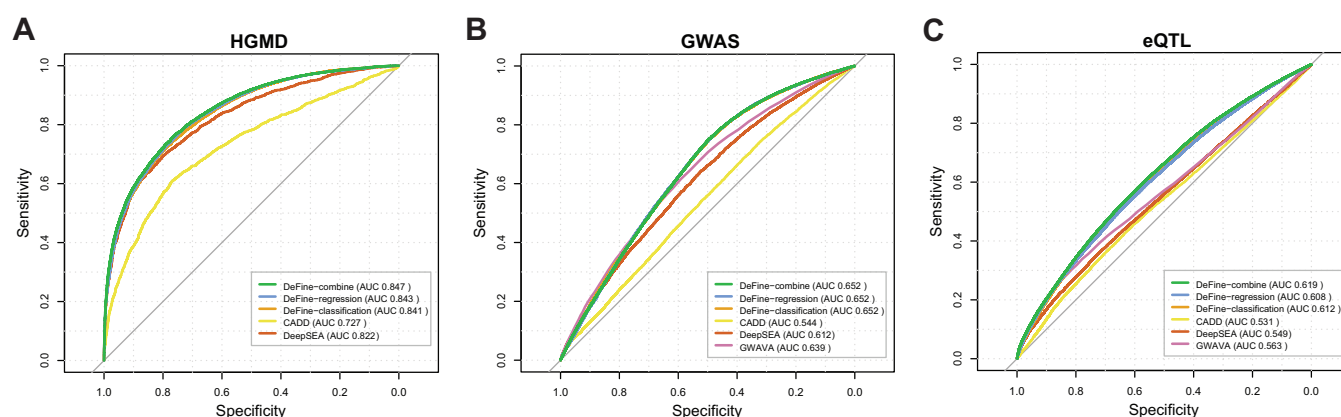 A
HGMD
Sensitivity
1.0
0.8
0.6
0.4
0.2
0.0
DeFine-combine (AUC 0.847 )
DeFine-regression (AUC 0.843 )
DeFine-classification (AUC 0.841 )
CADD (AUC 0.727 )
DeepSEA (AUC 0.822 )
1.0 0.8 0.6 0.4 0.2 0.0
Specificity
B
GWAS
Sensitivity
1.0
0.8
0.6
0.4
0.2
0.0
DeFine-combine (AUC 0.652 )
DeFine-regression (AUC 0.652 )
DeFine-classification (AUC 0.652 )
CADD (AUC 0.544 )
DeepSEA (AUC 0.612 )
GWAVA (AUC 0.639 )
1.0 0.8 0.6 0.4 0.2 0.0
Specificity
C
eQTL
Sensitivity
1.0
0.8
0.6
0.4
0.2
0.0
DeFine-combine (AUC 0.619 )
DeFine-regression (AUC 0.608 )
DeFine-classification (AUC 0.612 )
CADD (AUC 0.531 )
DeepSEA (AUC 0.549)
GWAVA (AUC 0.563 )
1.0 0.8 0.6 0.4 0.2 0.0
Specificity